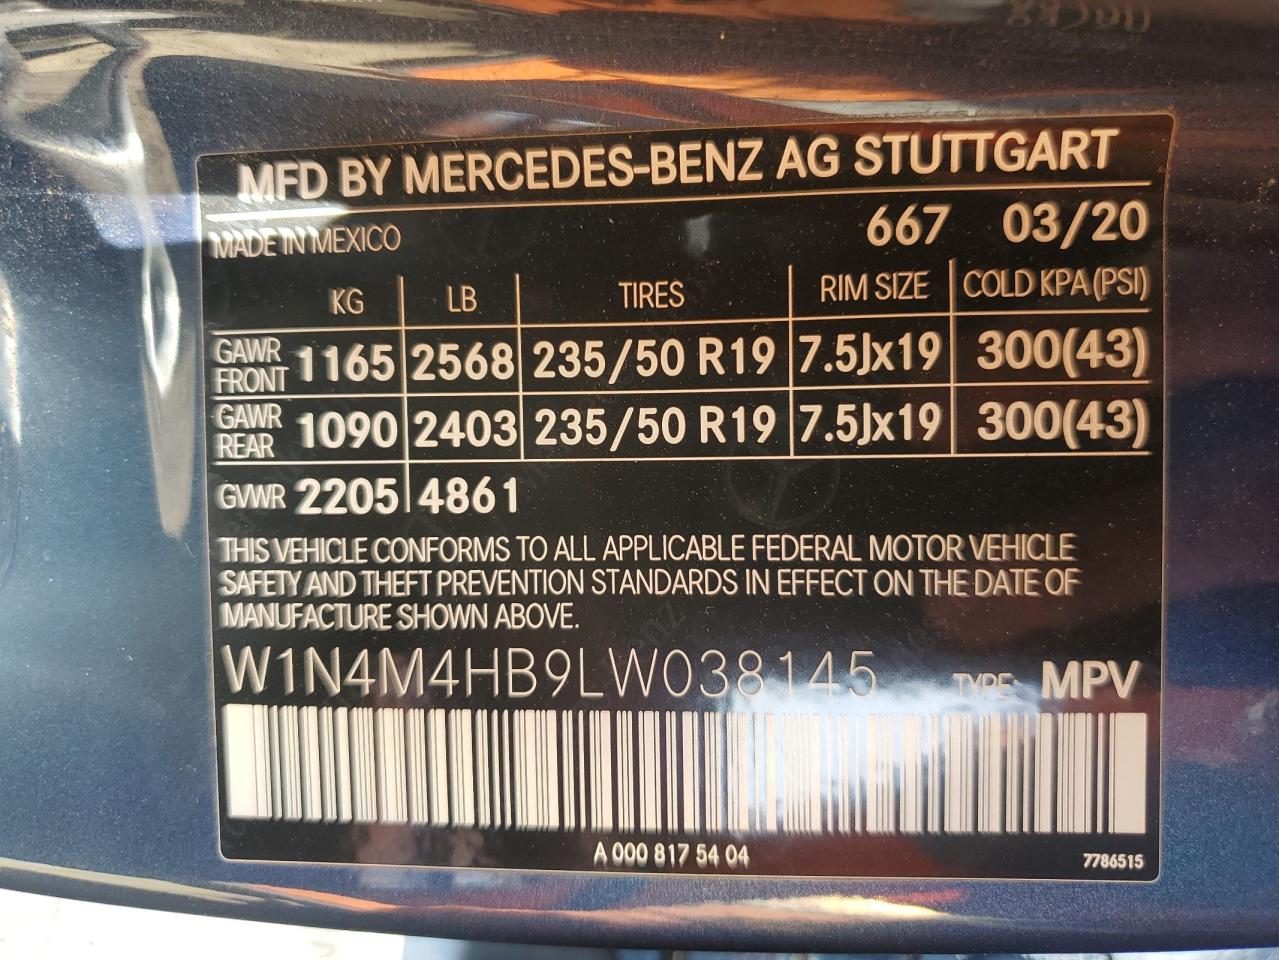 MFD BY MERCEDES-BENZ AG STUTTGART
MADE IN MEXICO 667 03/20
KG LB TIRES RIM SIZE COLD KPA(PSI)
GAWR FRONT 1165 2568 235/50 R19 7.5Jx19 300(43)
GAWR REAR 1090 2403 235/50 R19 7.5Jx19 300(43)
GVWR 2205 4861
THIS VEHICLE CONFORMS TO ALL APPLICABLE FEDERAL MOTOR VEHICLE
SAFETY AND THEFT PREVENTION STANDARDS IN EFFECT ON THE DATE OF
MANUFACTURE SHOWN ABOVE.
W1N4M4HB9LW038145 TYPE: MPV
A 000 817 54 04 7786515